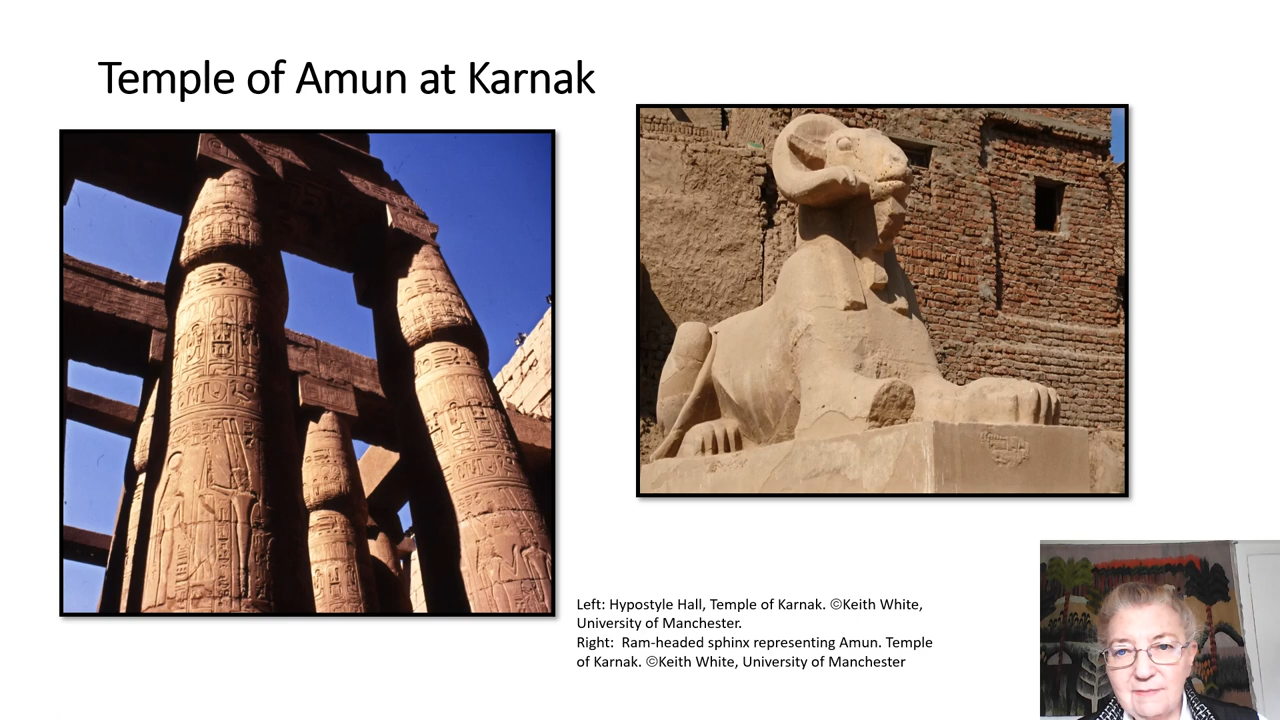 Temple of Amun at Karnak
Left: Hypostyle Hall, Temple of Karnak. ©Keith White,
University of Manchester.
Right:  Ram-headed sphinx representing Amun. Temple
of Karnak. ©Keith White, University of Manchester